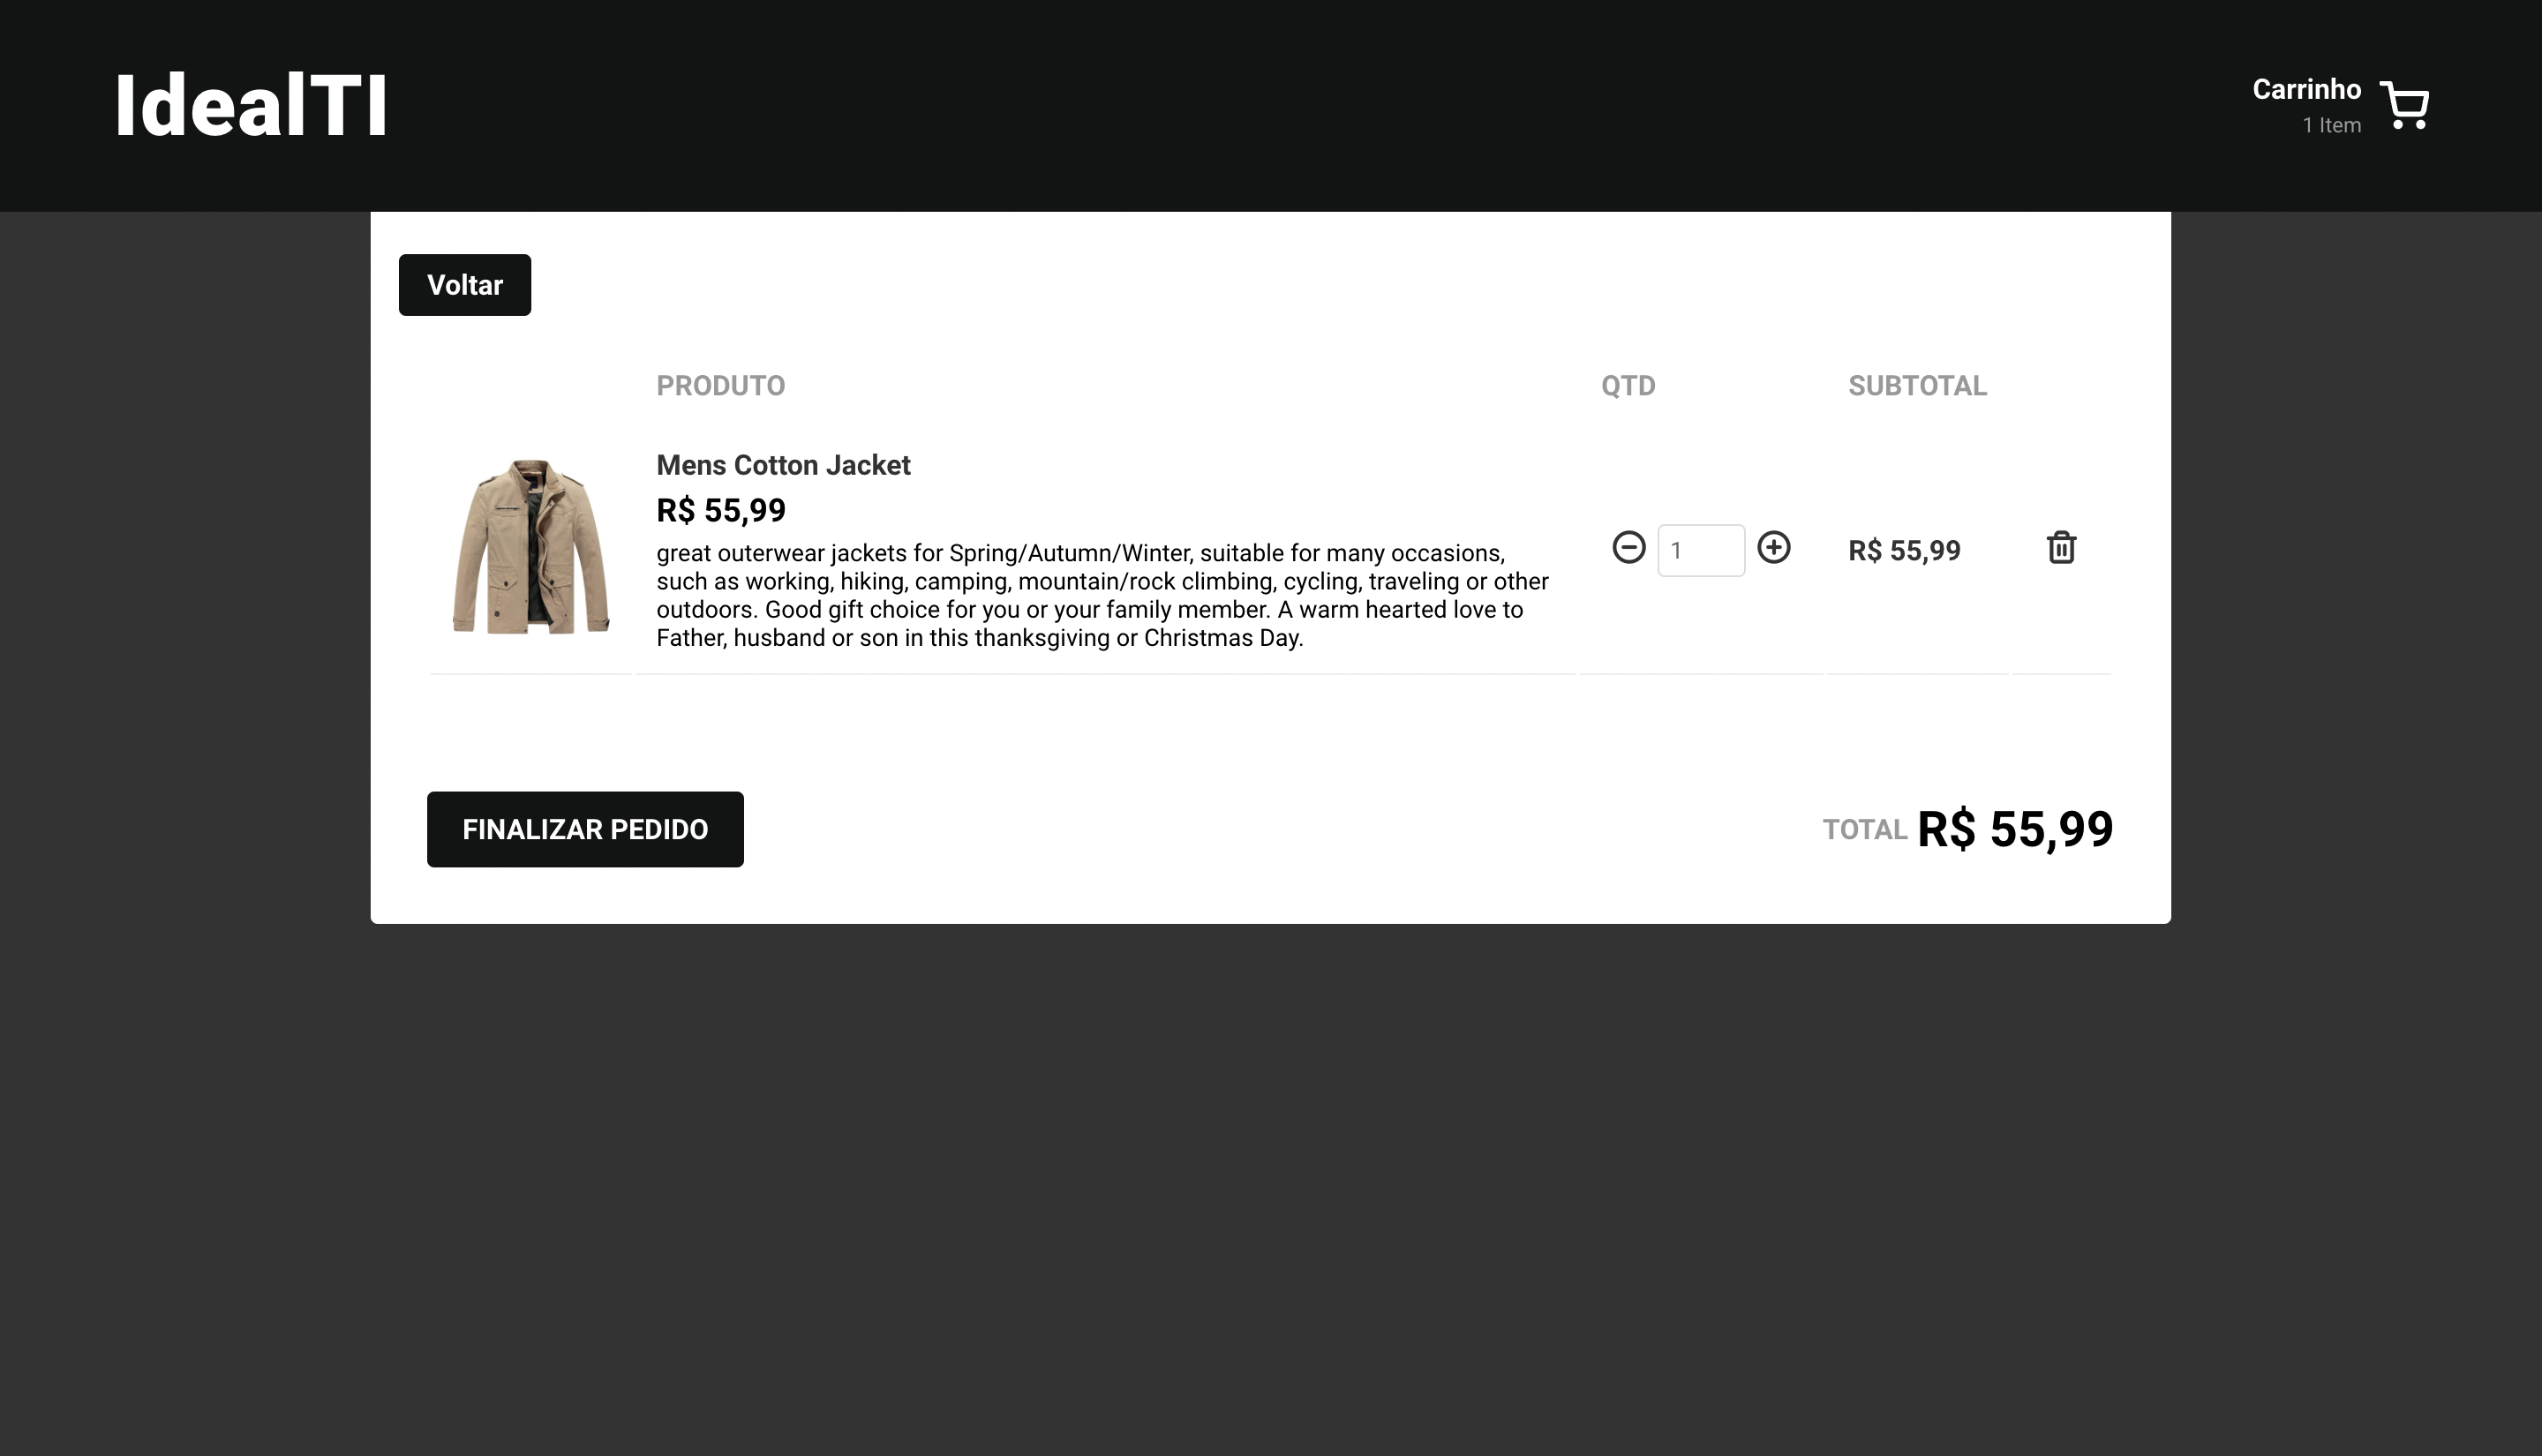 IdealTI
Carrinho
1 Item
Voltar
PRODUTO QTD SUBTOTAL
Mens Cotton Jacket
R$ 55,99
great outerwear jackets for Spring/Autumn/Winter, suitable for many occasions,
such as working, hiking, camping, mountain/rock climbing, cycling, traveling or other
outdoors. Good gift choice for you or your family member. A warm hearted love to
Father, husband or son in this thanksgiving or Christmas Day.
1
R$ 55,99
FINALIZAR PEDIDO
TOTAL R$ 55,99